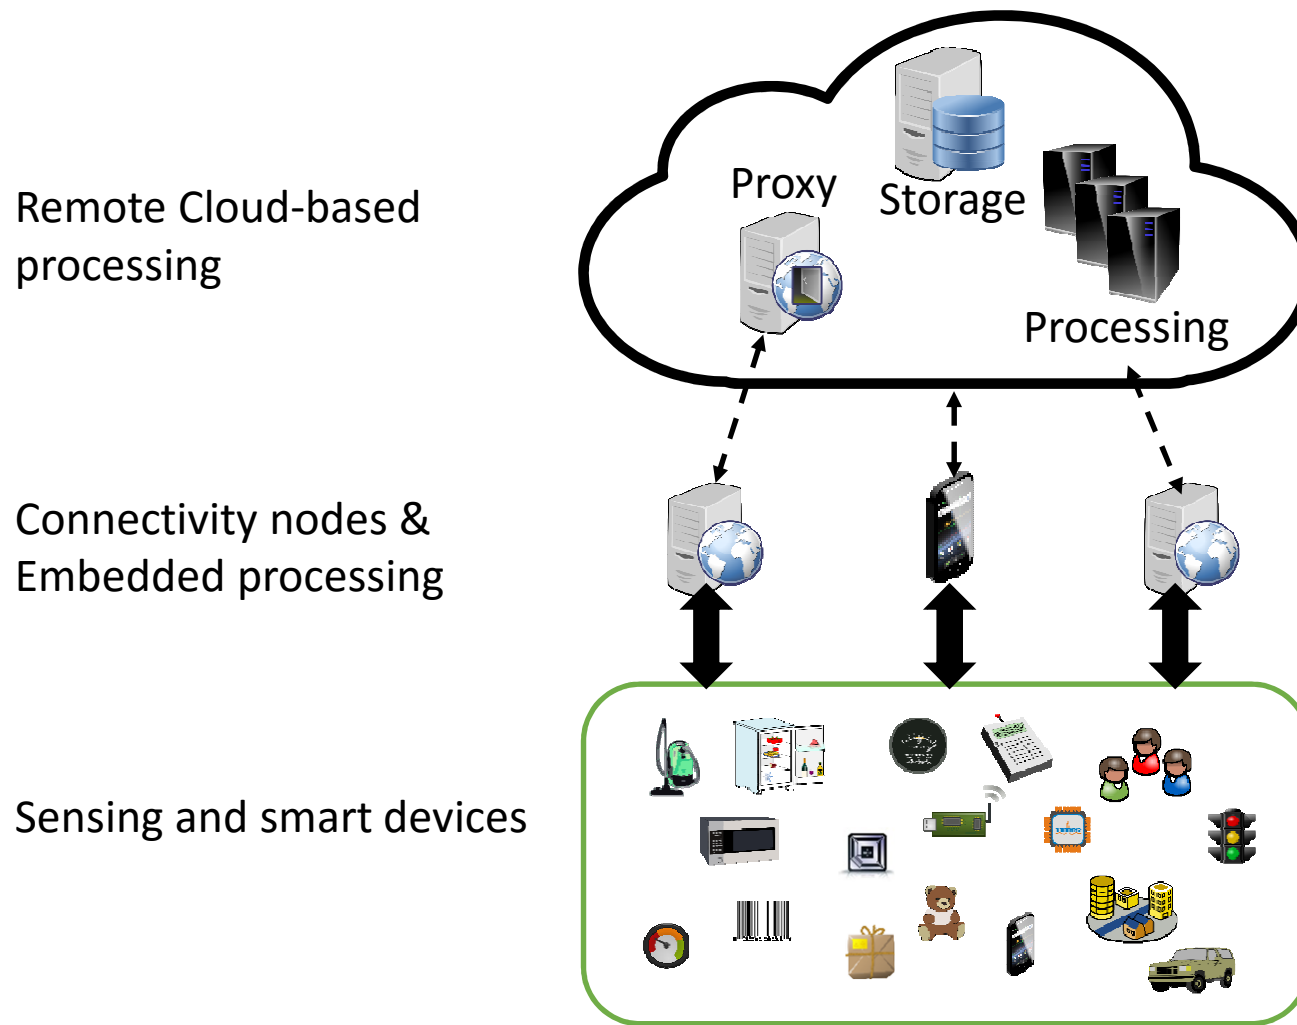 Remote Cloud-based
processing
Proxy
Storage
Processing
Connectivity nodes &
Embedded processing
Sensing and smart devices